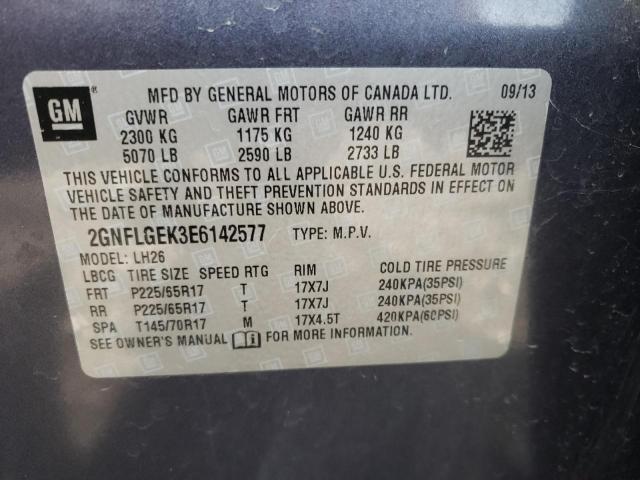 GM ® MFD BY GENERAL MOTORS OF CANADA LTD. 09/13
GVWR GAWR FRT GAWR RR
2300 KG 1175 KG 1240 KG
5070 LB 2590 LB 2733 LB
THIS VEHICLE CONFORMS TO ALL APPLICABLE U.S. FEDERAL MOTOR
VEHICLE SAFETY AND THEFT PREVENTION STANDARDS IN EFFECT ON
THE DATE OF MANUFACTURE SHOWN ABOVE.
2GNFLGEK3E6142577 TYPE: M.P.V.
MODEL: LH26
LBCG TIRE SIZE SPEED RTG RIM COLD TIRE PRESSURE
FRT P225/65R17 T 17X7J 240KPA(35PSI)
RR P225/65R17 T 17X7J 240KPA(35PSI)
SPA T145/70R17 M 17X4.5T 420KPA(60PSI)
SEE OWNER'S MANUAL FOR MORE INFORMATION.